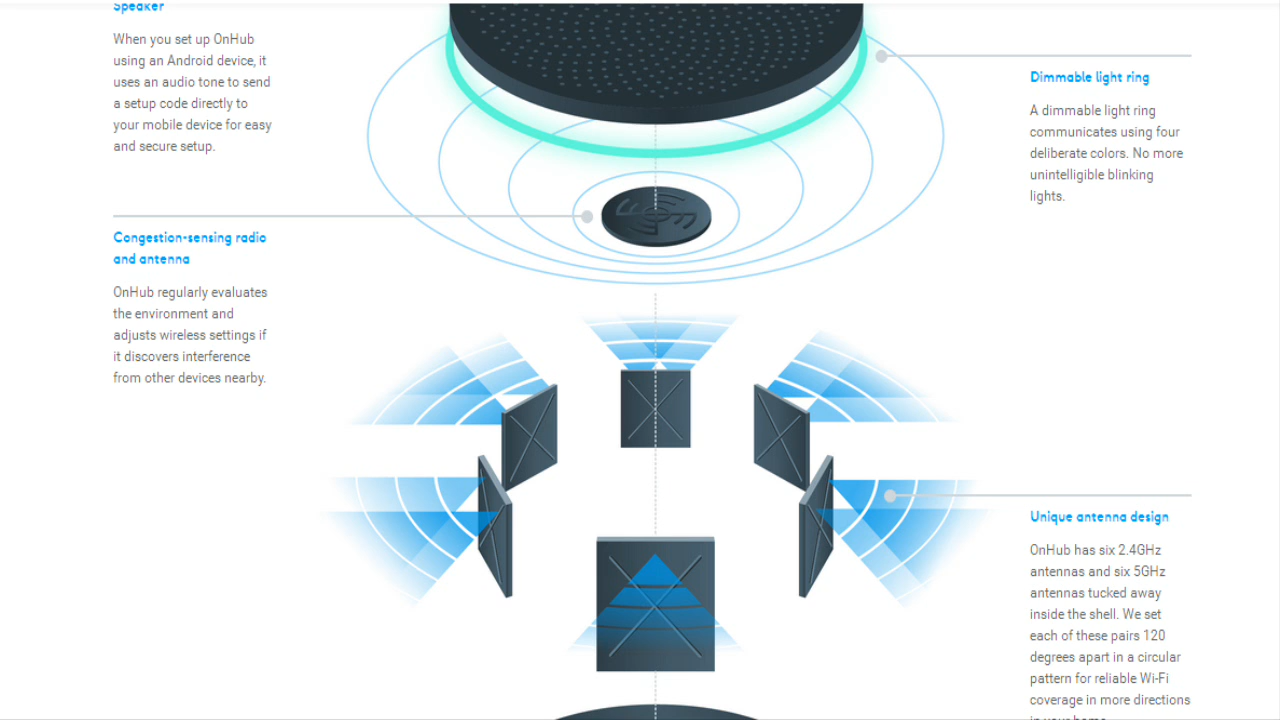 Speaker
When you set up OnHub
using an Android device, it
uses an audio tone to send
a setup code directly to
your mobile device for easy
and secure setup.
Dimmable light ring
A dimmable light ring
communicates using four
deliberate colors. No more
unintelligible blinking
lights.
Congestion-sensing radio
and antenna
OnHub regularly evaluates
the environment and
adjusts wireless settings if
it discovers interference
from other devices nearby.
Unique antenna design
OnHub has six 2.4GHz
antennas and six 5GHz
antennas tucked away
inside the shell. We set
each of these pairs 120
degrees apart in a circular
pattern for reliable Wi-Fi
coverage in more directions